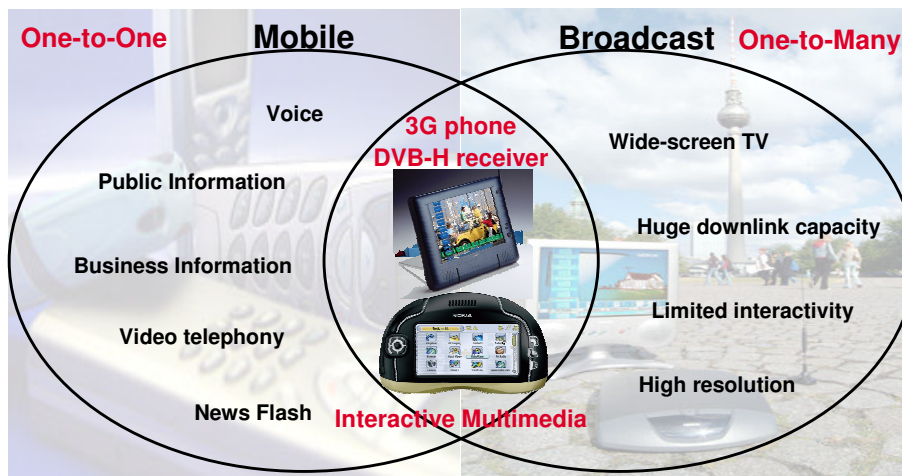 One-to-One
Mobile
Broadcast
One-to-Many
Voice
Public Information
Business Information
Video telephony
News Flash
3G phone
DVB-H receiver
NOKIA
Interactive Multimedia
Wide-screen TV
Huge downlink capacity
Limited interactivity
High resolution